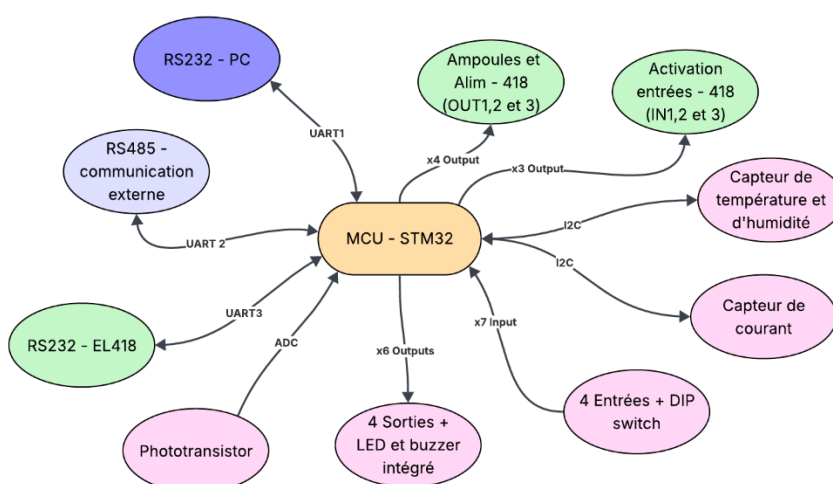 RS232 - PC
Ampoules et
Alim - 418
(OUT1,2 et 3)
Activation
entrées - 418
(IN1,2 et 3)
UART1
RS485 -
communication
externe
x4 Output
x3 Output
Capteur de
température et
d'humidité
UART 2
MCU - STM32
I2C
I2C
Capteur de
courant
UART3
RS232 - EL418
ADC
x7 Input
x6 Outputs
4 Entrées + DIP
switch
Phototransistor
4 Sorties +
LED et buzzer
intégré